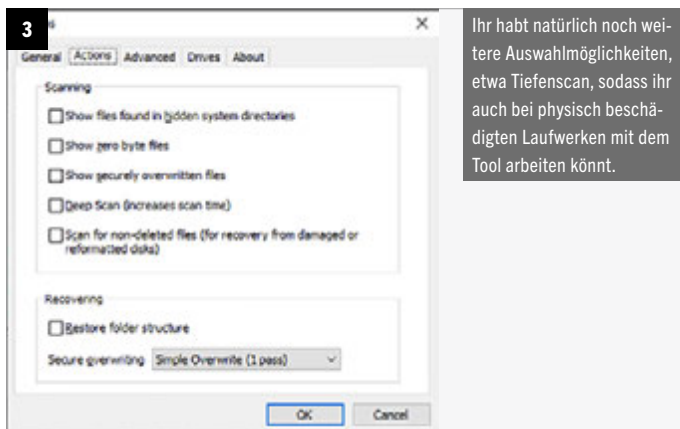 3
General Actions Advanced Drives About
Scanning
Show files found in hidden system directories
Show zero byte files
Show securely overwritten files
Deep Scan (increases scan time)
Scan for non-deleted files (for recovery from damaged or
reformatted disks)
Recovering
Restore folder structure
Secure overwriting Simple Overwrite (1 pass)
OK Cancel
Ihr habt natürlich noch wei-
tere Auswahlmöglichkeiten,
etwa Tiefenscan, sodass ihr
auch bei physisch beschä-
digten Laufwerken mit dem
Tool arbeiten könnt.